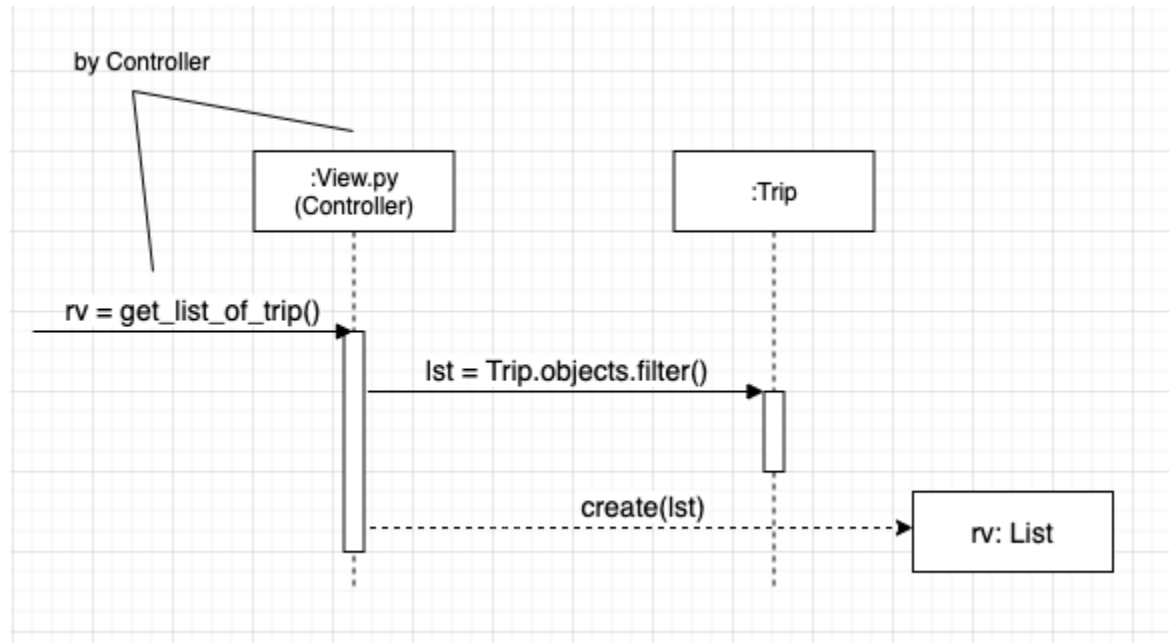 by Controller
:View.py
(Controller)
:Trip
rv = get_list_of_trip()
lst = Trip.objects.filter()
create(lst)
rv: List